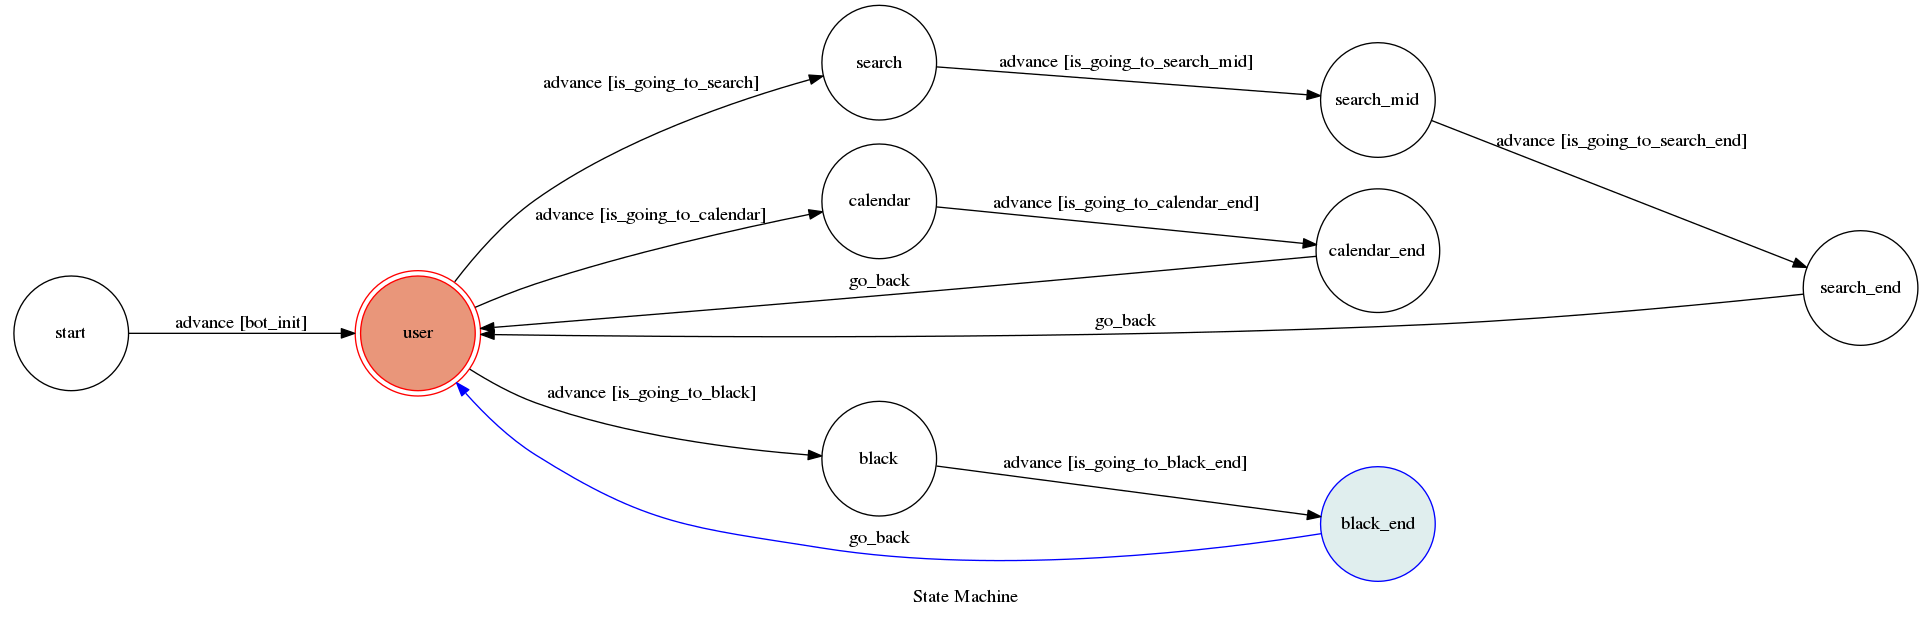 search
advance [is_going_to_search_mid]
advance [is_going_to_search]
search_mid
advance [is_going_to_search_end]
calendar
advance [is_going_to_calendar_end]
advance [is_going_to_calendar]
calendar_end
go_back
search_end
start
advance [bot_init]
user
go_back
advance [is_going_to_black]
black
advance [is_going_to_black_end]
black_end
go_back
State Machine